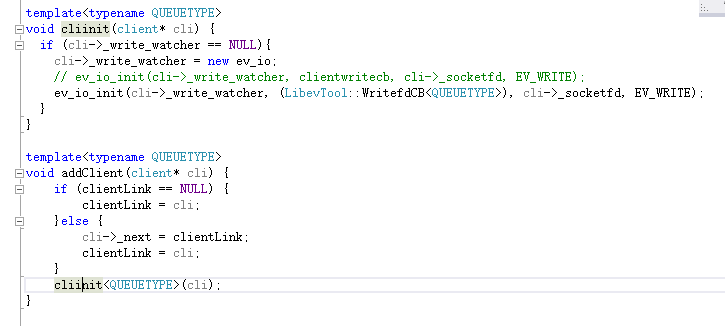 template<typename QUEUETYPE>
void cliinit(client* cli) {
  if (cli->_write_watcher == NULL){
    cli->_write_watcher = new ev_io;
    // ev_io_init(cli->_write_watcher, clientwritecb, cli->_socketfd, EV_WRITE);
    ev_io_init(cli->_write_watcher, (LibevTool::WritefdCB<QUEUETYPE>), cli->_socketfd, EV_WRITE);
  }
}

template<typename QUEUETYPE>
void addClient(client* cli) {
    if (clientLink == NULL) {
        clientLink = cli;
    }else {
        cli->_next = clientLink;
        clientLink = cli;
    }
    cliinit<QUEUETYPE>(cli);
}